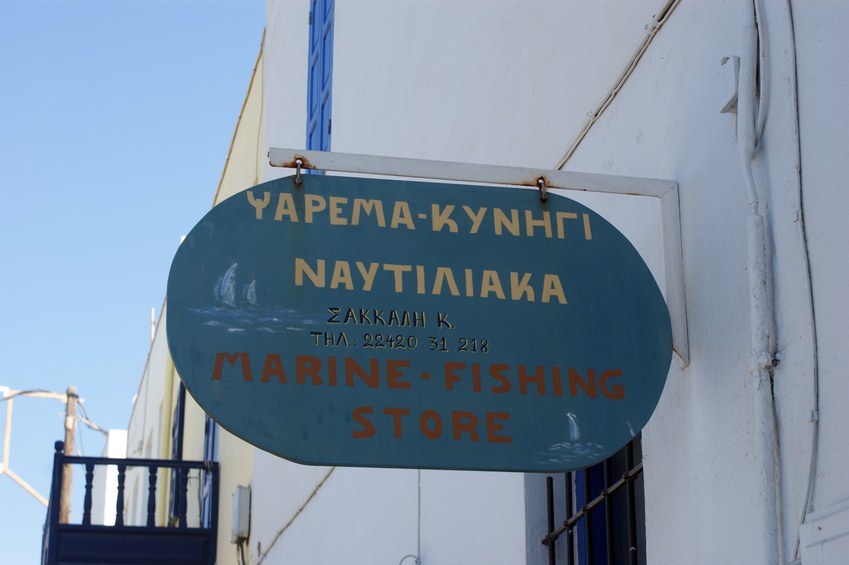 ΨΑΡΕΜΑ-ΚΥΝΗΓΙ
ΝΑΥΤΙΛΙΑΚΑ
ΣΑΚΚΑΛΗ Κ.
ΤΗΛ.: 22420 31 218
MARINE-FISHING
STORE